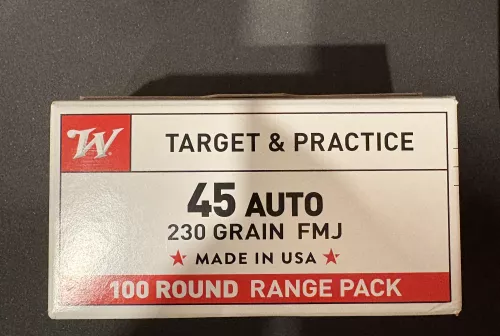 W
TARGET & PRACTICE
45 AUTO
230 GRAIN FMJ
★ MADE IN USA ★
100 ROUND RANGE PACK